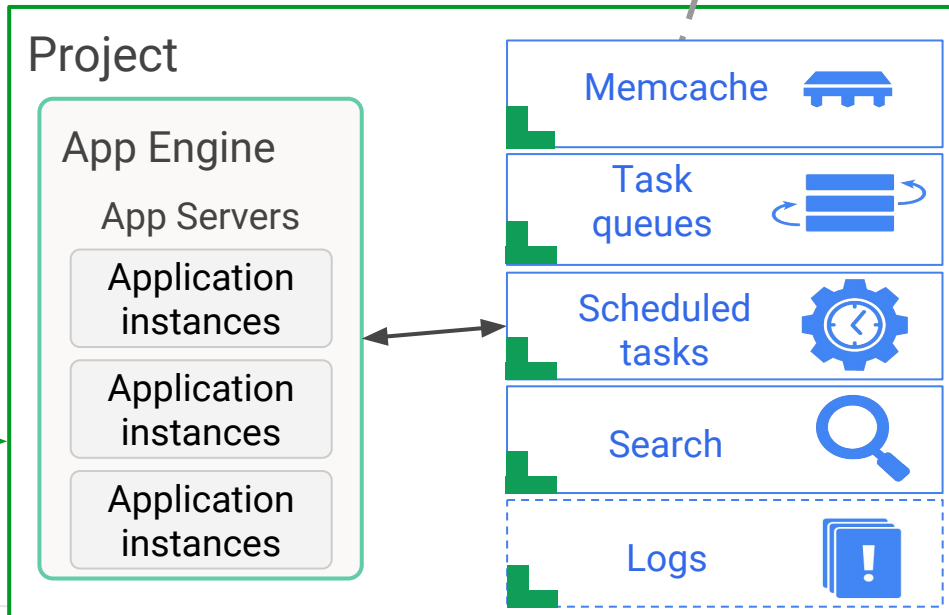 Project
App Engine
App Servers
Application
instances
Application
instances
Application
instances
Memcache
Task
queues
Scheduled
tasks
Search
Logs